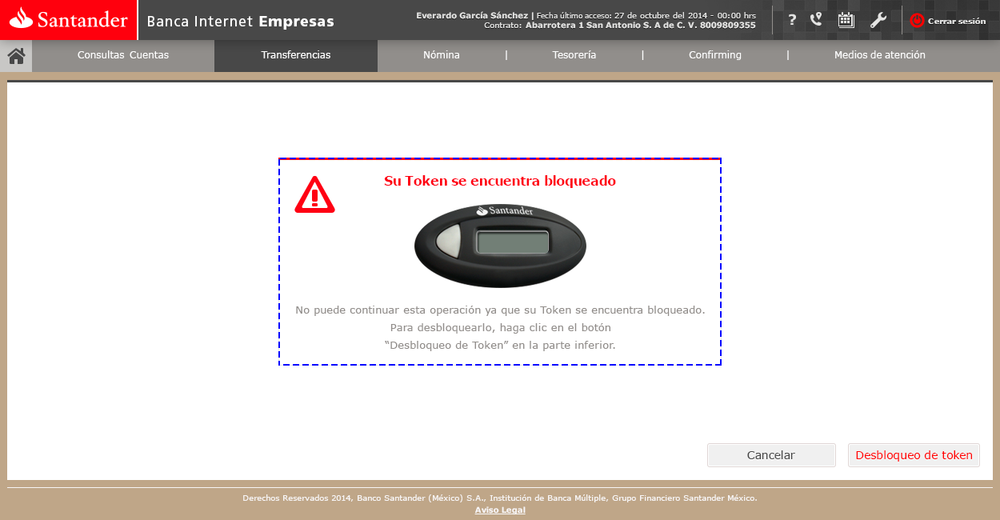 Santander
Banca Internet Empresas
Everardo García Sánchez | Fecha último acceso: 27 de octubre del 2014 - 00:00 hrs
Contrato: Abarrotera 1 San Antonio S. A de C. V. 8009809355
?
Cerrar sesión
Consultas Cuentas
Transferencias
Nómina | Tesorería | Confirming | Medios de atención
Su Token se encuentra bloqueado
Santander
No puede continuar esta operación ya que su Token se encuentra bloqueado.
Para desbloquearlo, haga clic en el botón
“Desbloqueo de Token” en la parte inferior.
Cancelar
Desbloqueo de token
Derechos Reservados 2014, Banco Santander (México) S.A., Institución de Banca Múltiple, Grupo Financiero Santander México.
Aviso Legal